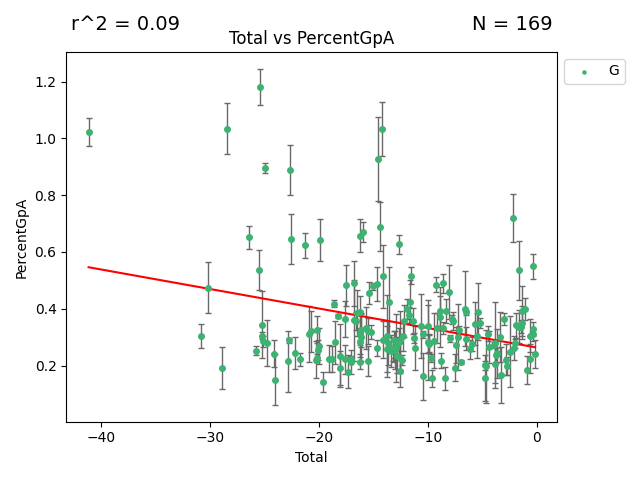 r^2 = 0.09
N = 169
Total vs PercentGpA
G
PercentGpA
1.2
1.0
0.8
0.6
0.4
0.2
−40
−30
−20
−10
0
Total